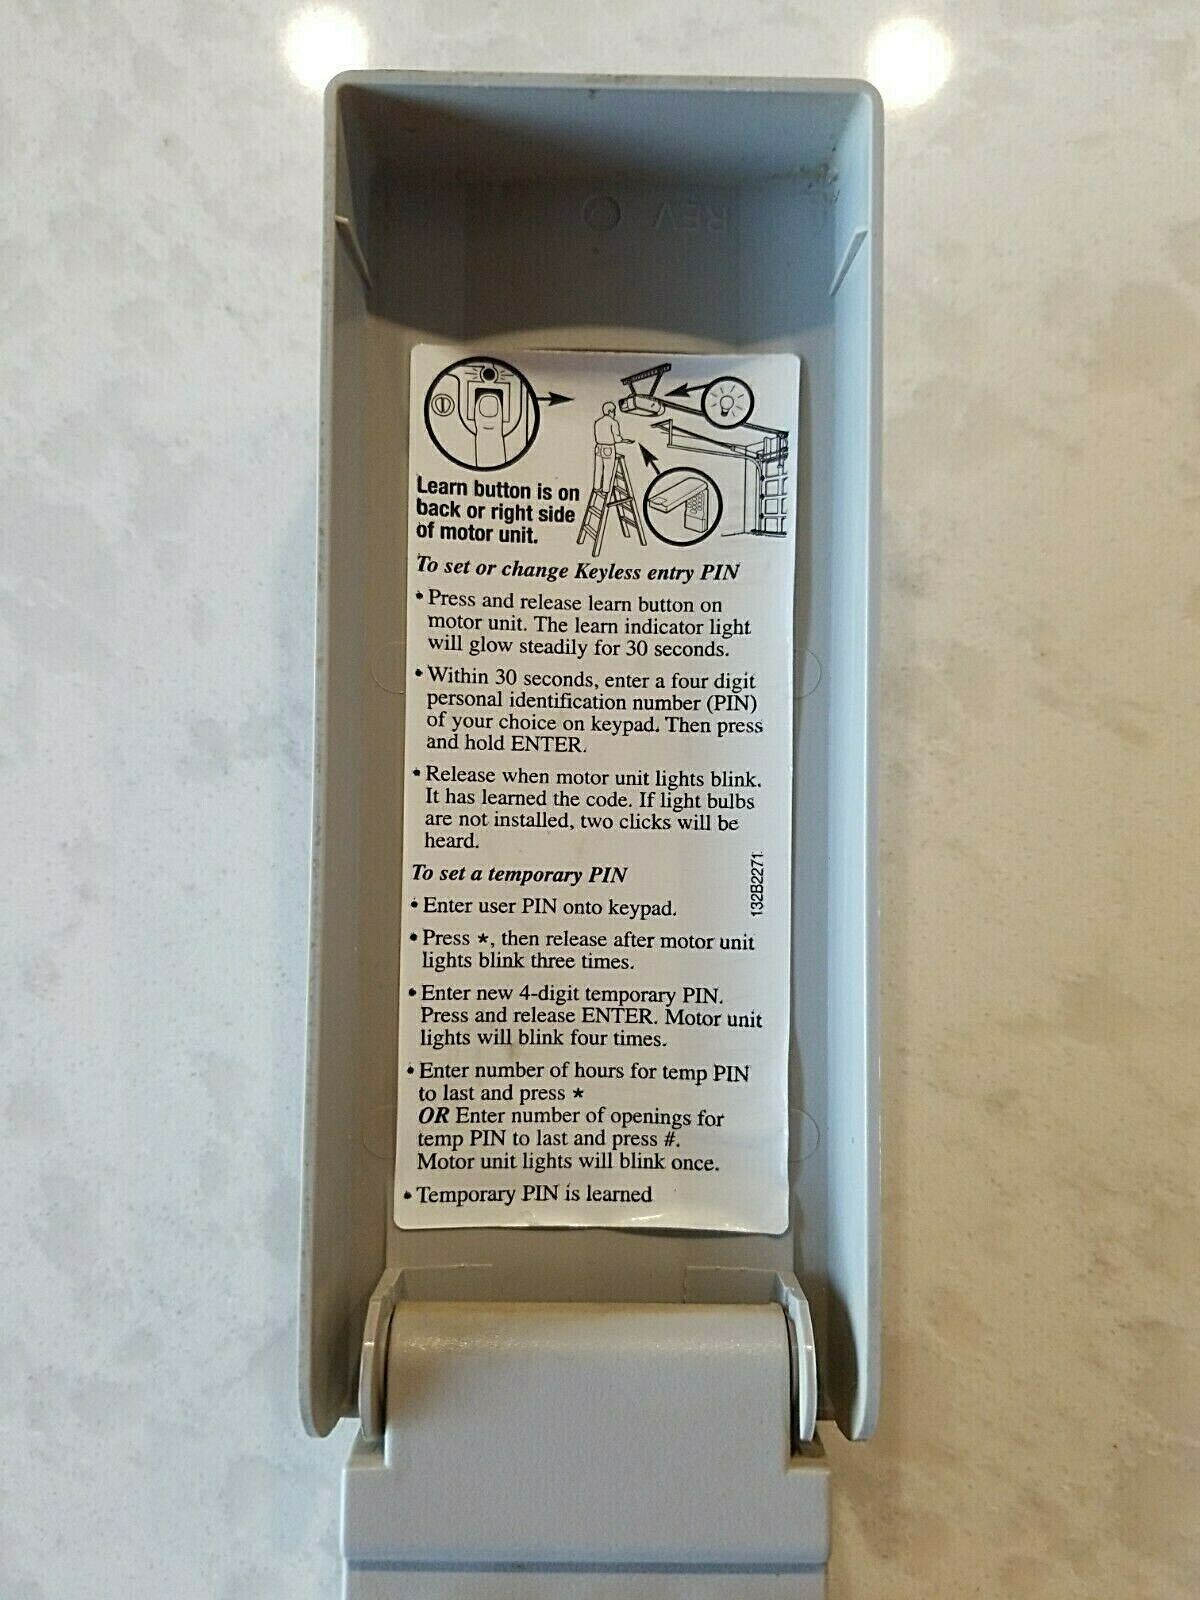 REV
Learn button is on
back or right side
of motor unit.
To set or change Keyless entry PIN
• Press and release learn button on
motor unit. The learn indicator light
will glow steadily for 30 seconds.
• Within 30 seconds, enter a four digit
personal identification number (PIN)
of your choice on keypad. Then press
and hold ENTER.
• Release when motor unit lights blink.
It has learned the code. If light bulbs
are not installed, two clicks will be
heard.
To set a temporary PIN
• Enter user PIN onto keypad.
• Press *, then release after motor unit
lights blink three times.
• Enter new 4-digit temporary PIN.
Press and release ENTER. Motor unit
lights will blink four times.
• Enter number of hours for temp PIN
to last and press *
OR Enter number of openings for
temp PIN to last and press #.
Motor unit lights will blink once.
• Temporary PIN is learned
132B2271